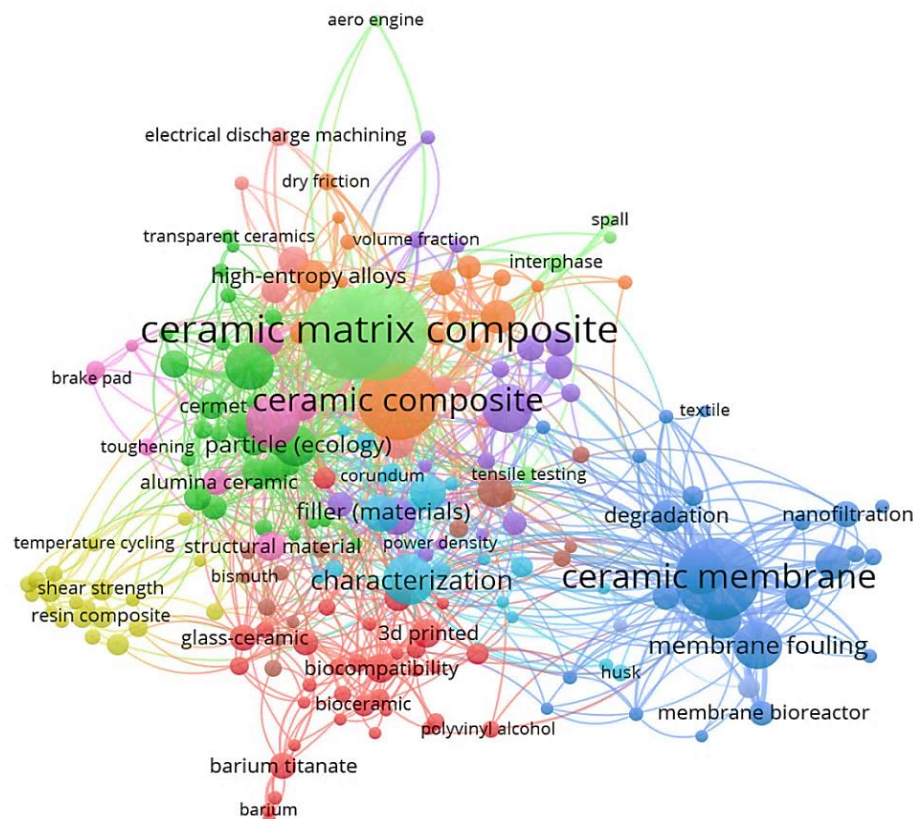 aero engine
electrical discharge machining
dry friction
spall
transparent ceramics
volume fraction
interphase
high-entropy alloys
ceramic matrix composite
brake pad
cermet
ceramic composite
textile
toughening
particle (ecology)
alumina ceramic
corundum
tensile testing
filler (materials)
degradation
nanofiltration
temperature cycling
structural material
power density
shear strength
bismuth
characterization
ceramic membrane
resin composite
glass-ceramic
3d printed
membrane fouling
biocompatibility
husk
bioceramic
membrane bioreactor
polyvinyl alcohol
barium titanate
barium